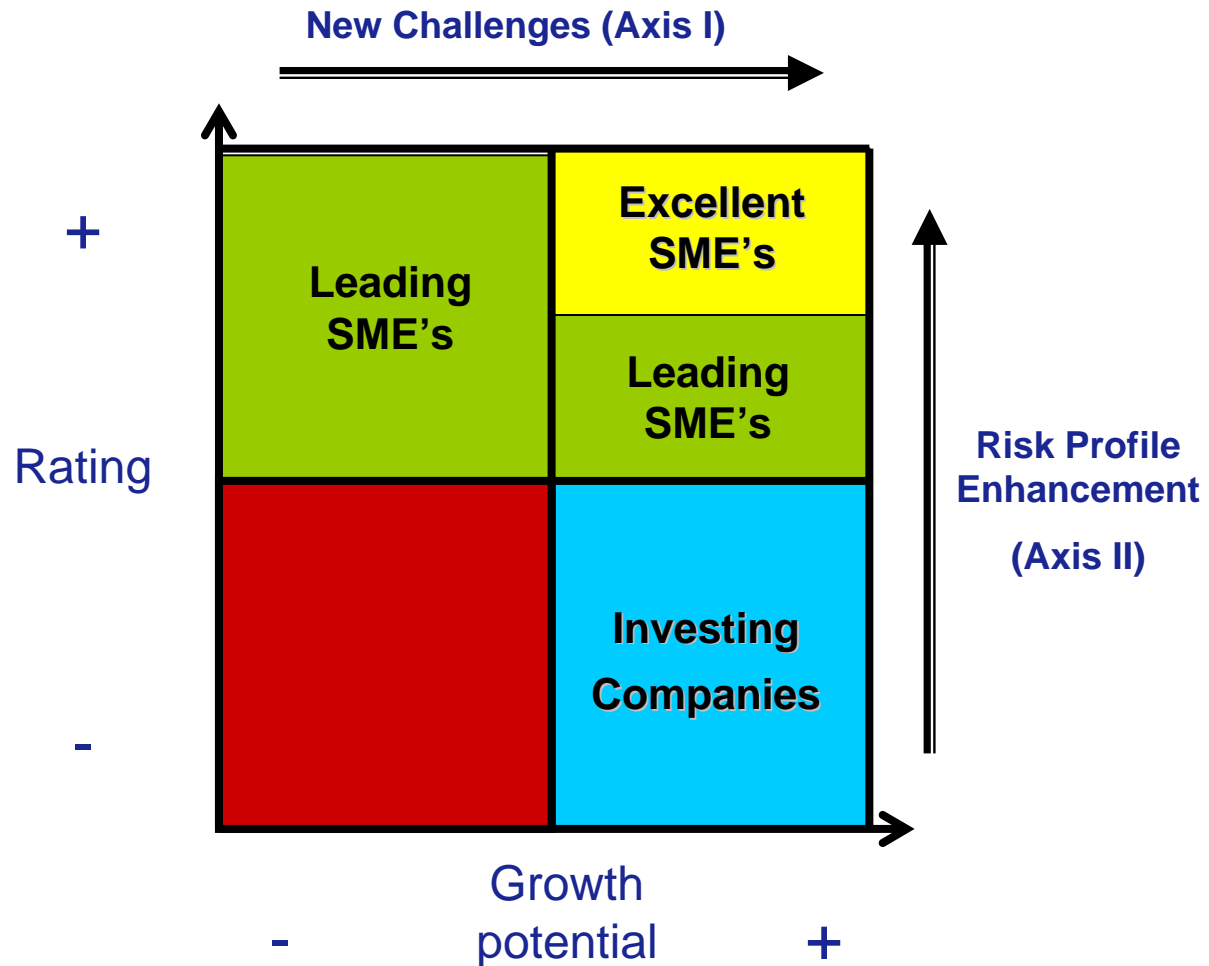 New Challenges (Axis I)
+
Excellent
SME’s
Leading
SME’s
Leading
SME’s
Rating
Risk Profile
Enhancement
(Axis II)
Investing
Companies
-
Growth
potential
-
+